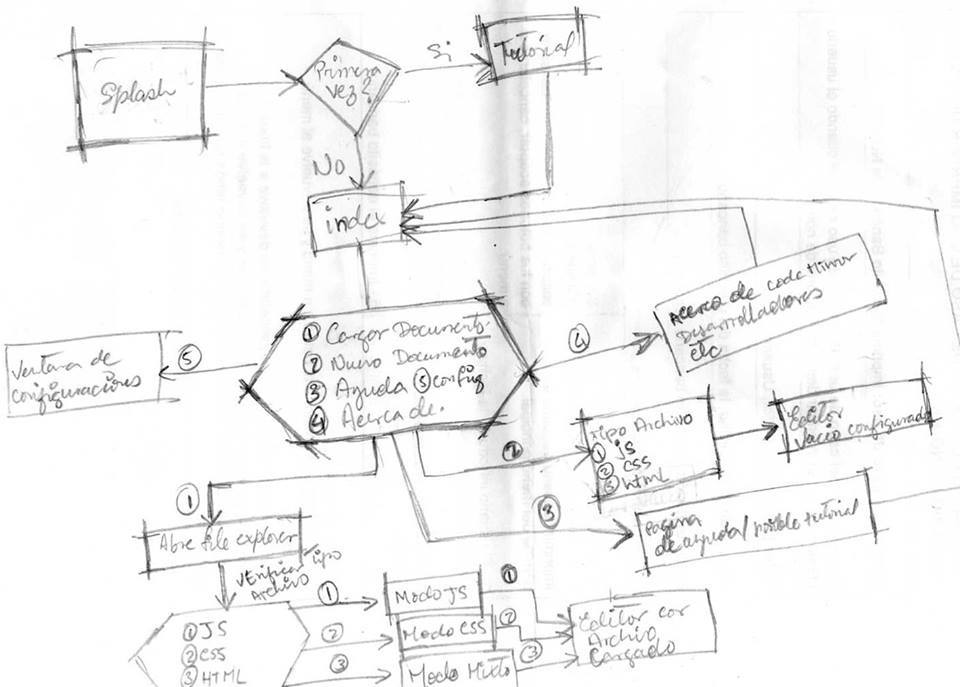 Splash
Primera
vez?
Si
Tutorial
No
index
① Cargar Documento.
② Nuevo Documento
③ Ayuda ⑤ config
④ Acerca de.
⑤
Ventana de
configuraciones
④
Acerca de code Mirror
Desarrolladores
etc
②
Tipo Archivo
① js
② css
③ html
Editor
Vacio configurado
③
Pagina
de ayuda/posible tutorial
①
Abre file explorer
Verificar tipo
Archivo
① JS
② CSS
③ HTML
①
②
③
Modo JS
Modo CSS
Modo Mixto
①
②
③
Editor con
Archivo
Cargado